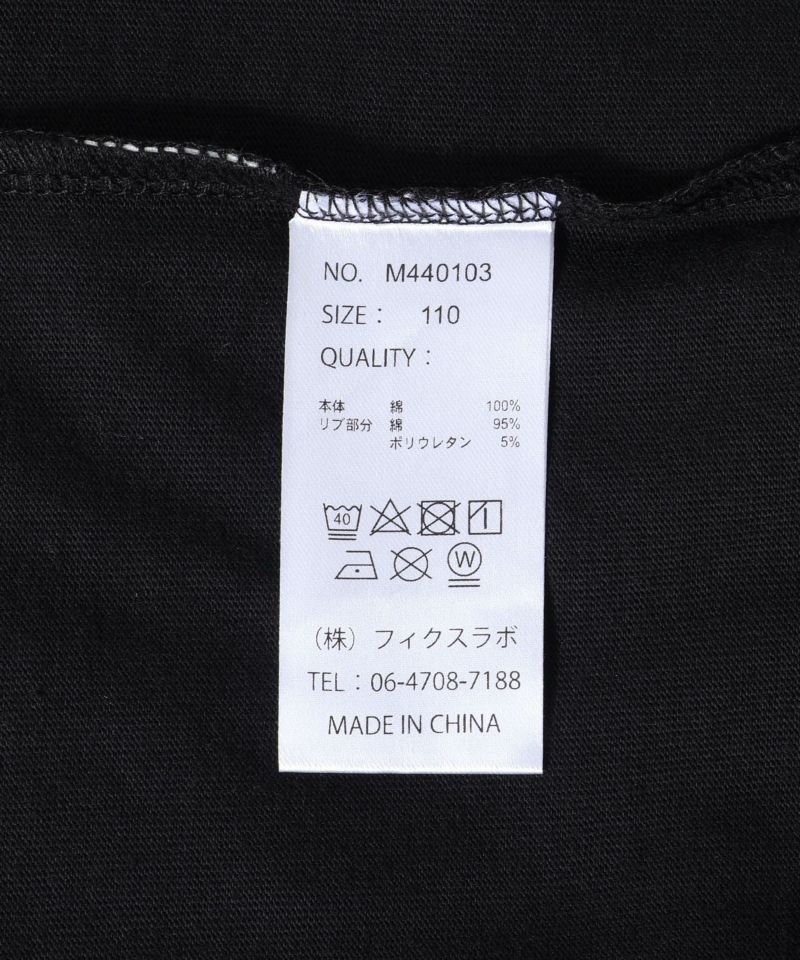 NO. M440103
SIZE： 110
QUALITY：
本体 綿 100%
リブ部分 綿 95%
ポリウレタン 5%
40
W
（株）フィクスラボ
TEL：06-4708-7188
MADE IN CHINA